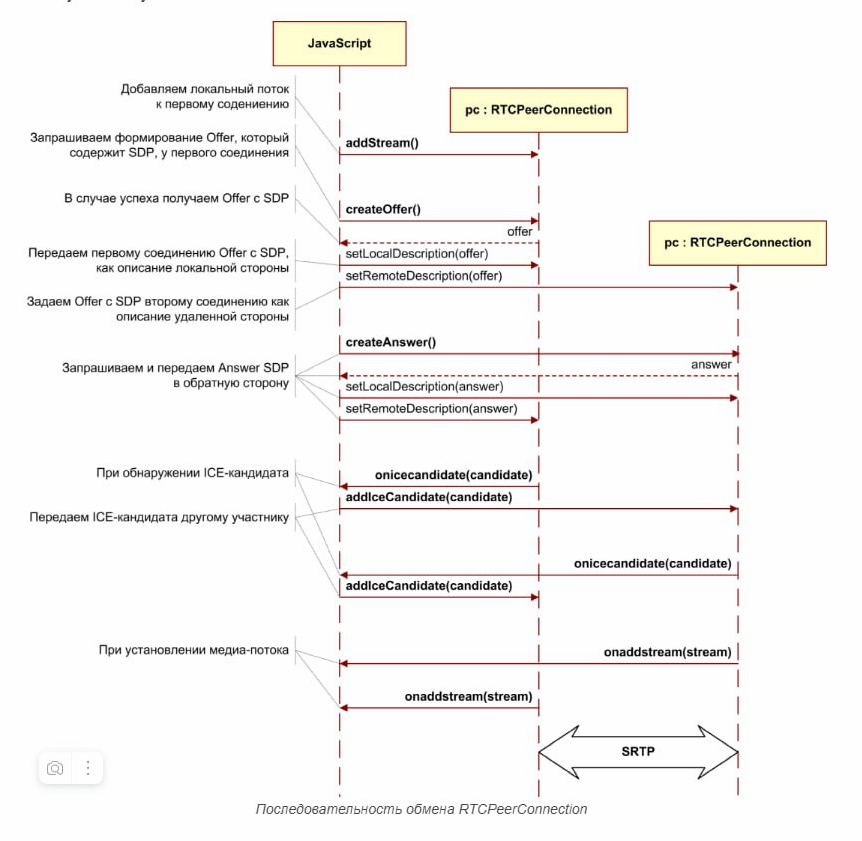 JavaScript
Добавляем локальный поток
к первому содениению
pc : RTCPeerConnection
addStream()
Запрашиваем формирование Offer, который
содержит SDP, у первого соединения
В случае успеха получаем Offer с SDP
createOffer()
offer
pc : RTCPeerConnection
Передаем первому соединению Offer с SDP,
как описание локальной стороны
setLocalDescription(offer)
setRemoteDescription(offer)
Задаем Offer с SDP второму соединению как
описание удаленной стороны
createAnswer()
answer
Запрашиваем и передаем Answer SDP
в обратную сторону
setLocalDescription(answer)
setRemoteDescription(answer)
При обнаружении ICE-кандидата
onicecandidate(candidate)
addIceCandidate(candidate)
Передаем ICE-кандидата другому участнику
onicecandidate(candidate)
addIceCandidate(candidate)
При установлении медиа-потока
onaddstream(stream)
onaddstream(stream)
SRTP
Последовательность обмена RTCPeerConnection